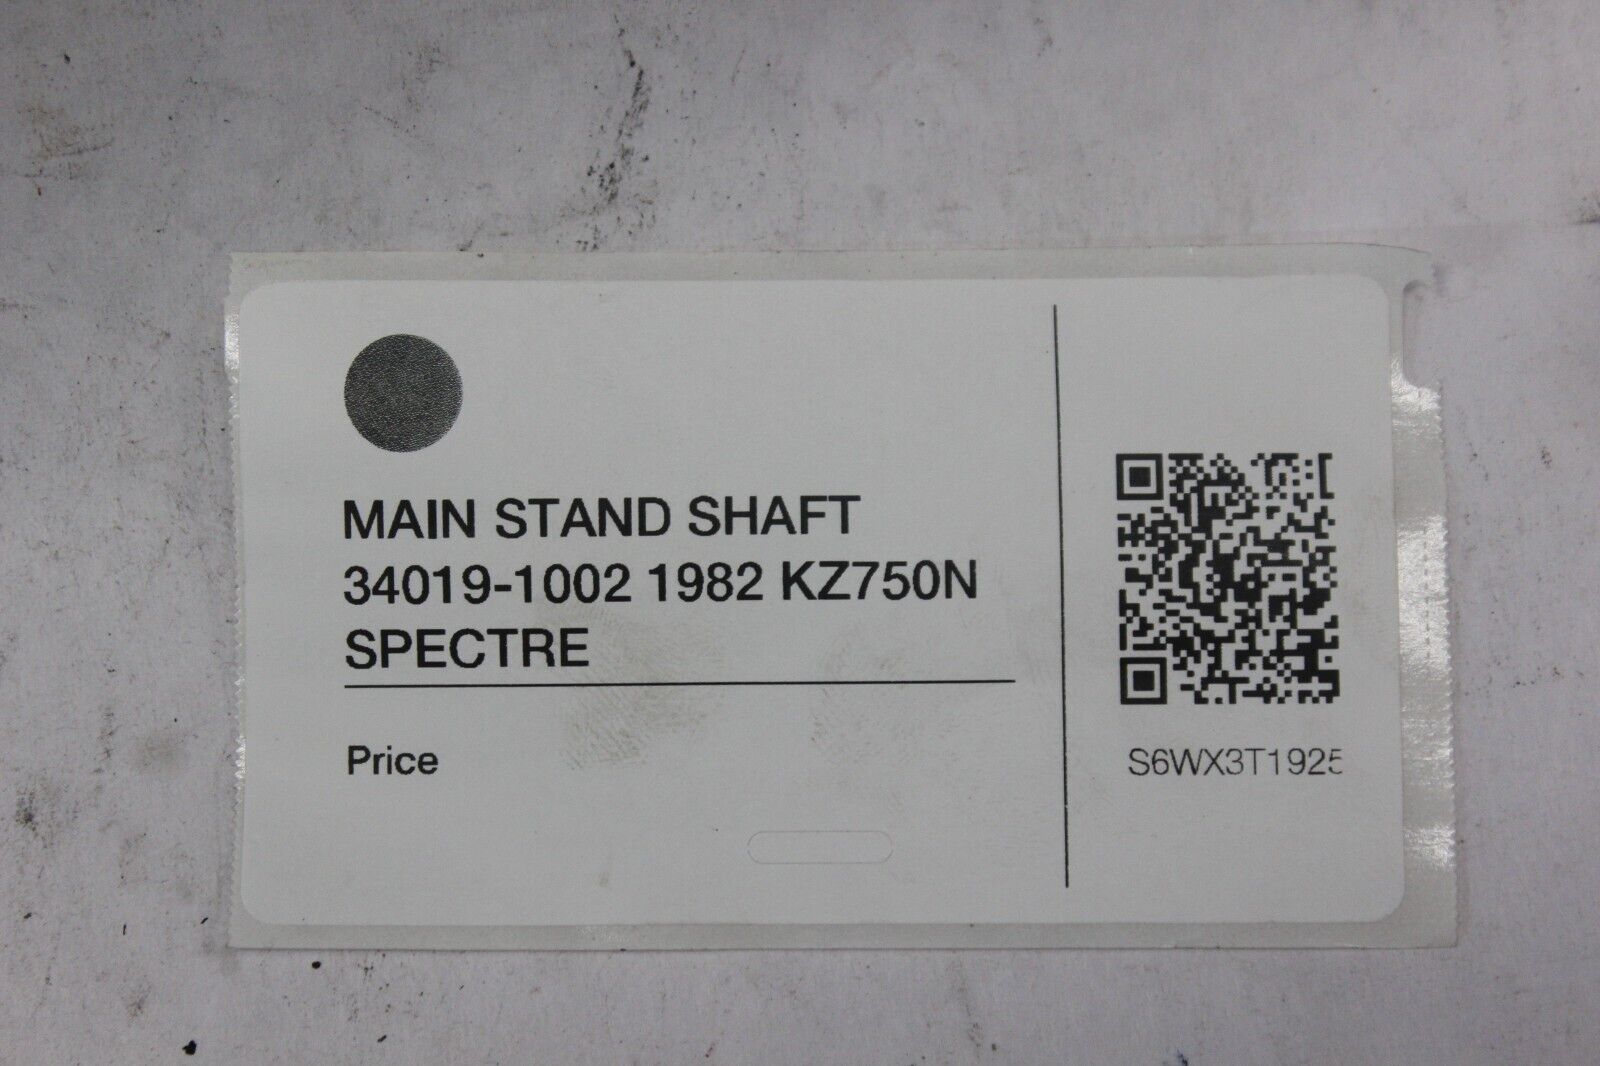 MAIN STAND SHAFT
34019-1002 1982 KZ750N
SPECTRE
Price
S6WX3T1925